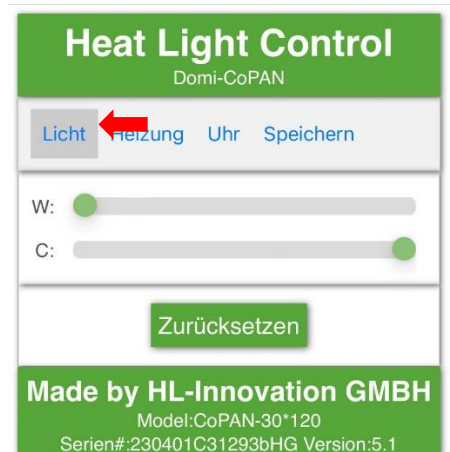 Heat Light Control
Domi-CoPAN
Licht Heizung Uhr Speichern
W:
C:
Zurücksetzen
Made by HL-Innovation GMBH
Model:CoPAN-30*120
Serien#:230401C31293bHG Version:5.1